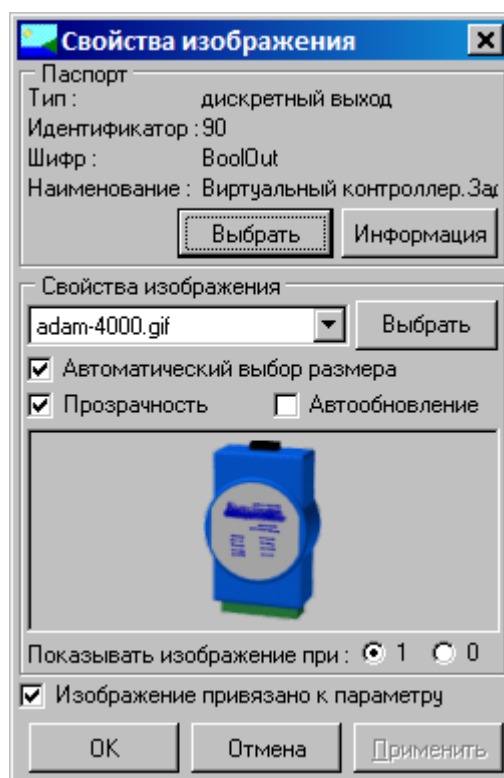 Свойства изображения
Паспорт
Тип : дискретный выход
Идентификатор : 90
Шифр : BoolOut
Наименование : Виртуальный контроллер.За
Выбрать Информация
Свойства изображения
adam-4000.gif Выбрать
Автоматический выбор размера
Прозрачность Автообновление
Показывать изображение при : 1 0
Изображение привязано к параметру
OK Отмена Применить